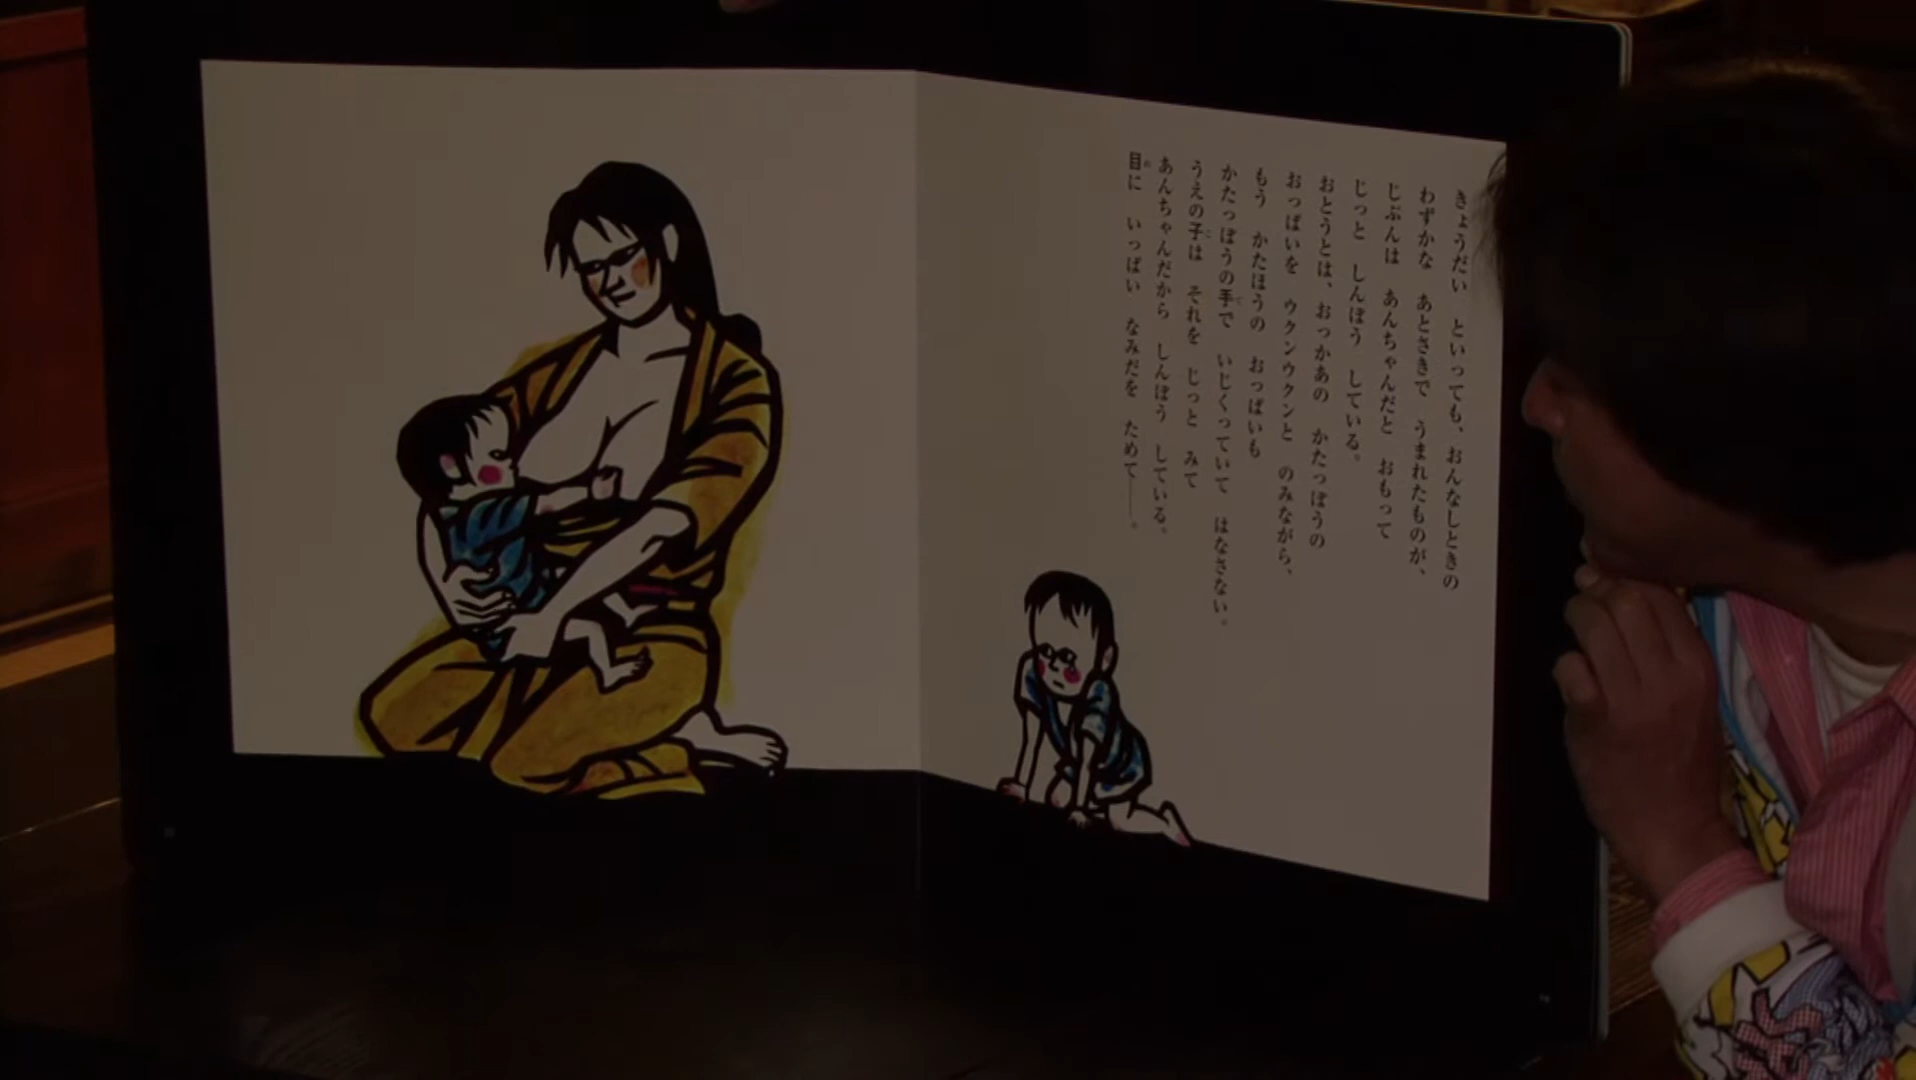 きょうだい といっても、おんなしときの
わずかな あとさきで うまれたものが、
じぶんは あんちゃんだと おもって
じっと しんぼう している。
おとうとは、おっかあの かたっぽうの
おっぱいを ウクンウクンと のみながら、
もう かたほうの おっぱいも
かたっぽうの手で いじくっていて はなさない。
うえの子は それを じっと みて
あんちゃんだから しんぼう している。
目に いっぱい なみだを ためて——。